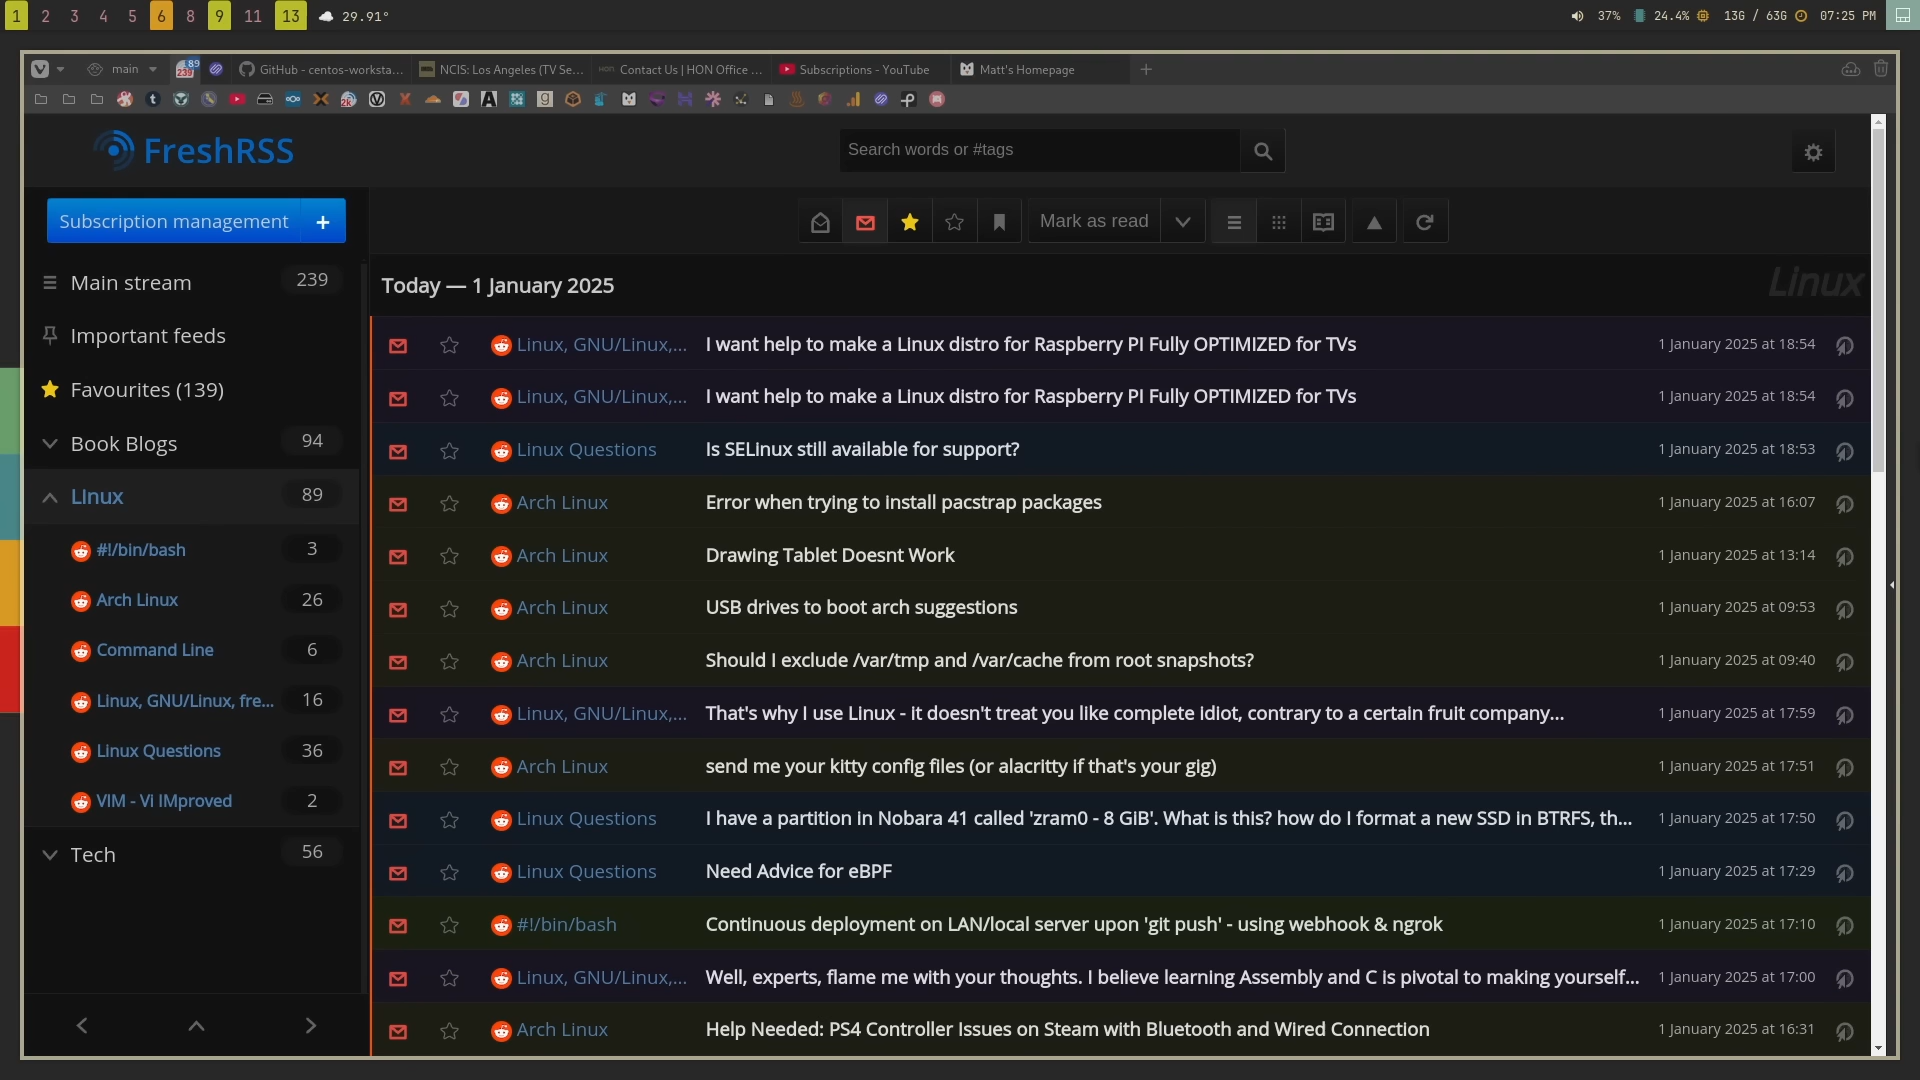 1 2 3 4 5 6 8 9 11 13 29.91° 37% 24.4% 13G / 63G 07:25 PM
main 89 239 GitHub - centos-worksta... NCIS: Los Angeles (TV Se... HON Contact Us | HON Office ... Subscriptions - YouTube Matt's Homepage
FreshRSS
Search words or #tags
Subscription management +
Mark as read
Main stream 239
Important feeds
Favourites (139)
Book Blogs 94
Linux 89
#!/bin/bash 3
Arch Linux 26
Command Line 6
Linux, GNU/Linux, fre... 16
Linux Questions 36
VIM - VI IMproved 2
Tech 56
Today — 1 January 2025 Linux
Linux, GNU/Linux,... I want help to make a Linux distro for Raspberry PI Fully OPTIMIZED for TVs 1 January 2025 at 18:54
Linux, GNU/Linux,... I want help to make a Linux distro for Raspberry PI Fully OPTIMIZED for TVs 1 January 2025 at 18:54
Linux Questions Is SELinux still available for support? 1 January 2025 at 18:53
Arch Linux Error when trying to install pacstrap packages 1 January 2025 at 16:07
Arch Linux Drawing Tablet Doesnt Work 1 January 2025 at 13:14
Arch Linux USB drives to boot arch suggestions 1 January 2025 at 09:53
Arch Linux Should I exclude /var/tmp and /var/cache from root snapshots? 1 January 2025 at 09:40
Linux, GNU/Linux,... That's why I use Linux - it doesn't treat you like complete idiot, contrary to a certain fruit company... 1 January 2025 at 17:59
Arch Linux send me your kitty config files (or alacritty if that's your gig) 1 January 2025 at 17:51
Linux Questions I have a partition in Nobara 41 called 'zram0 - 8 GIB'. What is this? how do I format a new SSD in BTRFS, th... 1 January 2025 at 17:50
Linux Questions Need Advice for eBPF 1 January 2025 at 17:29
#!/bin/bash Continuous deployment on LAN/local server upon 'git push' - using webhook & ngrok 1 January 2025 at 17:10
Linux, GNU/Linux,... Well, experts, flame me with your thoughts. I believe learning Assembly and C is pivotal to making yourself... 1 January 2025 at 17:00
Arch Linux Help Needed: PS4 Controller Issues on Steam with Bluetooth and Wired Connection 1 January 2025 at 16:31